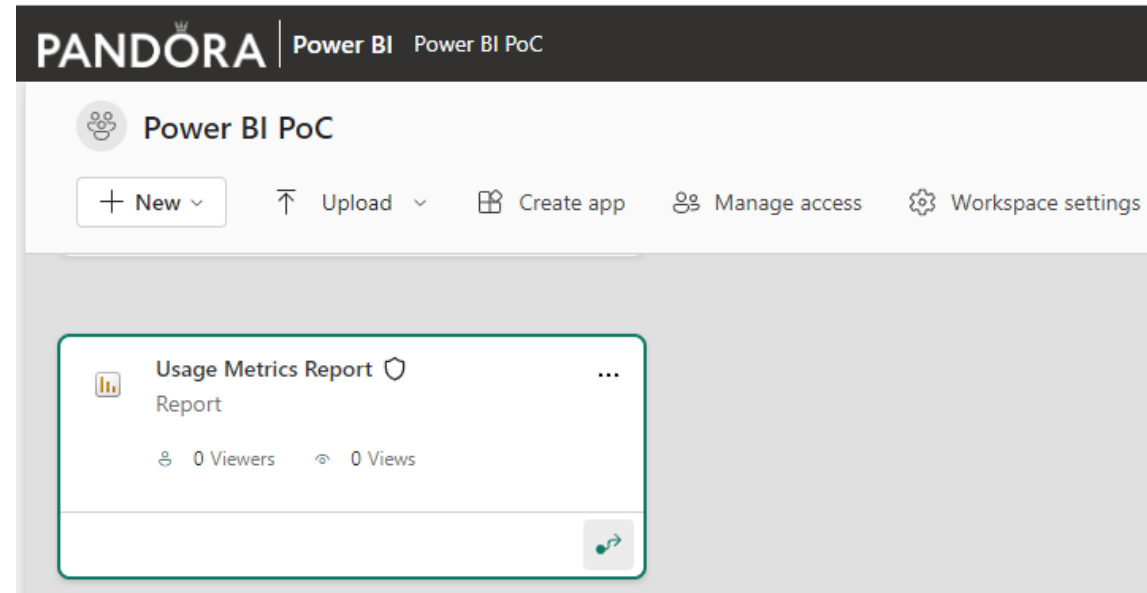 PANDÖRA Power BI Power BI PoC
Power BI PoC
New Upload Create app Manage access Workspace settings
Usage Metrics Report ...
Report
0 Viewers 0 Views